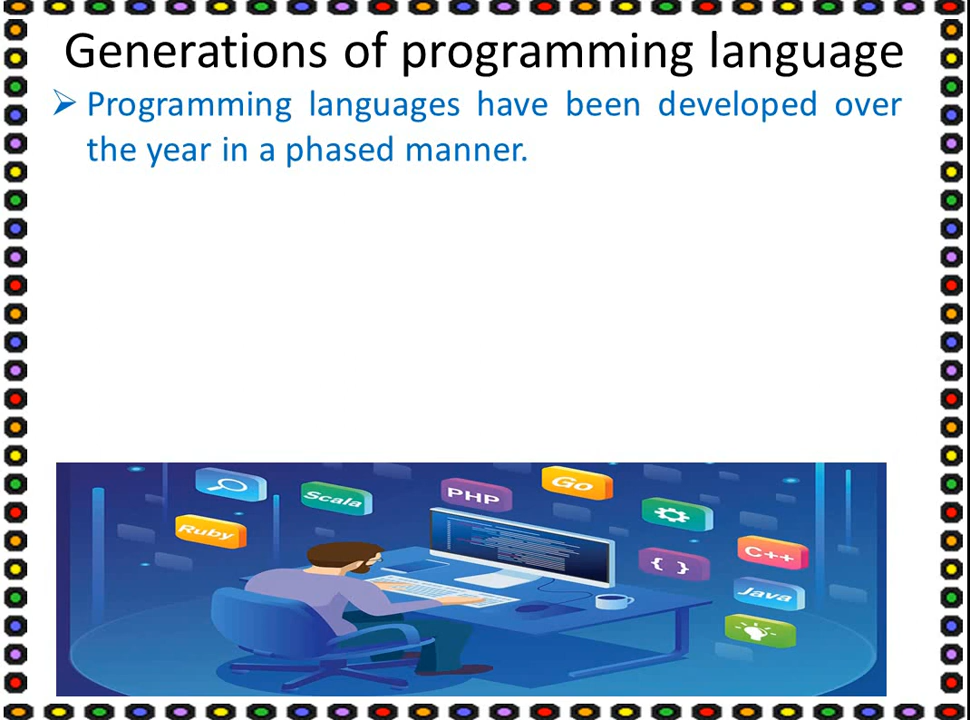 Generations of programming language
Programming languages have been developed over
the year in a phased manner.
Scala
PHP
Go
Ruby
{ }
C++
Java